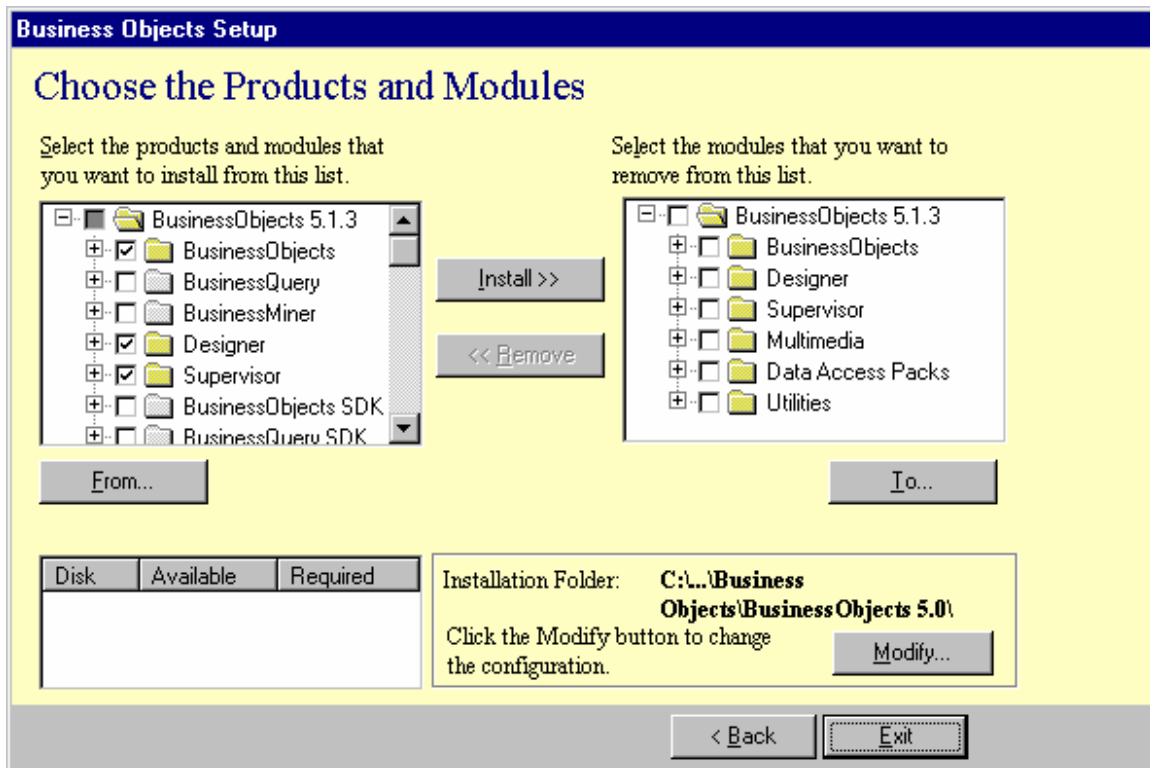 Business Objects Setup
Choose the Products and Modules
Select the products and modules that
you want to install from this list.
BusinessObjects 5.1.3
BusinessObjects
BusinessQuery
BusinessMiner
Designer
Supervisor
BusinessObjects SDK
BusinessQuery SDK
From...
Install >>
<< Remove
Select the modules that you want to
remove from this list.
BusinessObjects 5.1.3
BusinessObjects
Designer
Supervisor
Multimedia
Data Access Packs
Utilities
To...
Disk Available Required
Installation Folder: C:\...\Business
Objects\BusinessObjects 5.0\
Click the Modify button to change
the configuration.
Modify...
< Back
Exit